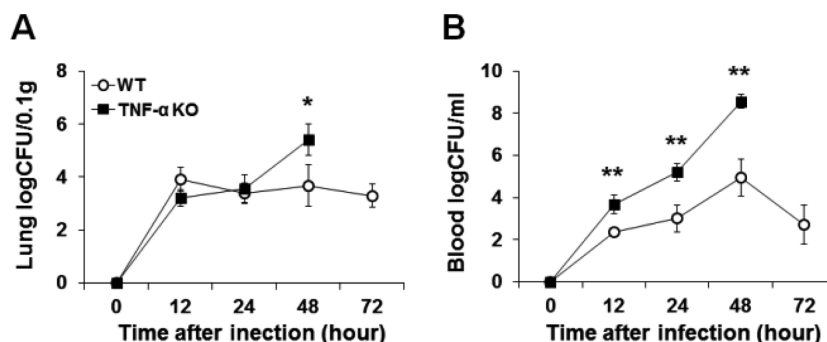 A
Lung logCFU/0.1g
8
6
4
2
0
WT
TNF-α KO
*
0 12 24 48 72
Time after inection (hour)
B
Blood logCFU/ml
10
8
6
4
2
0
**
**
**
0 12 24 48 72
Time after infection (hour)